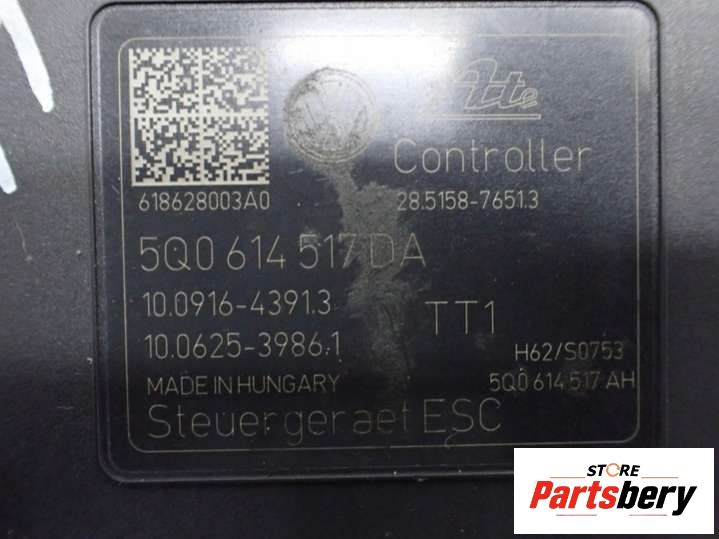 Ate
Controller
618628003A0
28.5158-7651.3
5Q0 614 517 DA
10.0916-4391.3
10.0625-3986.1
TT1
H62/S0753
MADE IN HUNGARY
5Q0 614 517 AH
Steuergeraet ESC
STORE
Partsbery